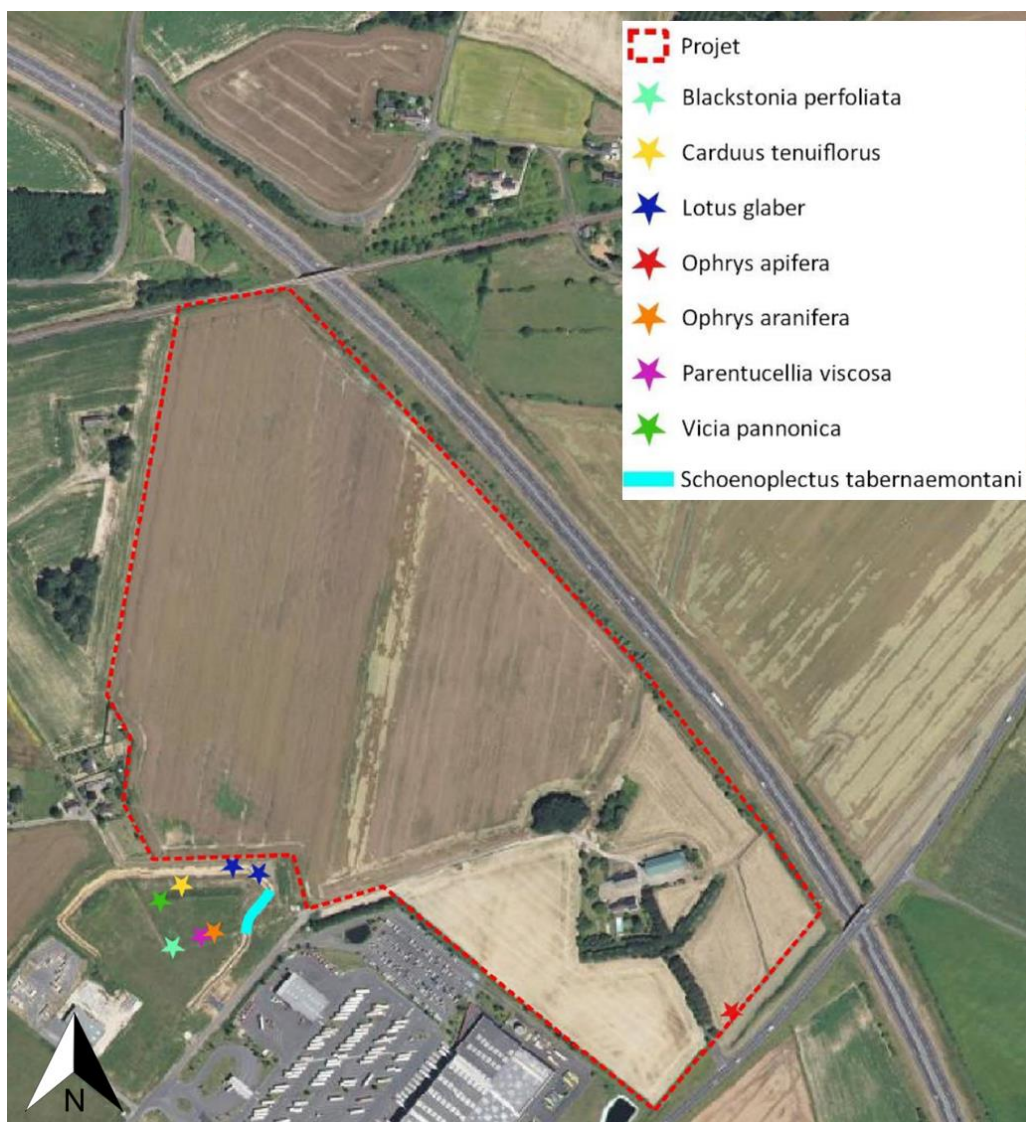 Projet
Blackstonia perfoliata
Carduus tenuiflorus
Lotus glaber
Ophrys apifera
Ophrys aranifera
Parentucellia viscosa
Vicia pannonica
Schoenoplectus tabernaemontani
N